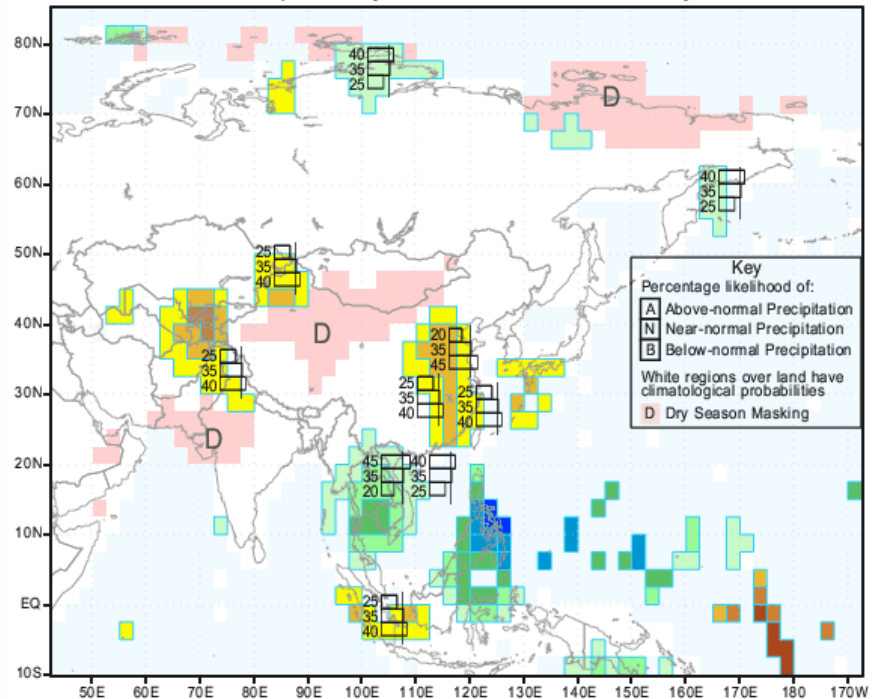 80N
40
35
25
70N
D
60N
40
35
25
50N
25
35
40
Key
Percentage likelihood of:
A Above-normal Precipitation
N Near-normal Precipitation
B Below-normal Precipitation
White regions over land have
climatological probabilities
D Dry Season Masking
40N
D
20
35
45
25
35
40
30N
25
35
40
25
35
40
D
20N
45 40
35 35
20 25
10N
EQ
25
35
40
10S
50E 60E 70E 80E 90E 100E 110E 120E 130E 140E 150E 160E 170E 180 170W